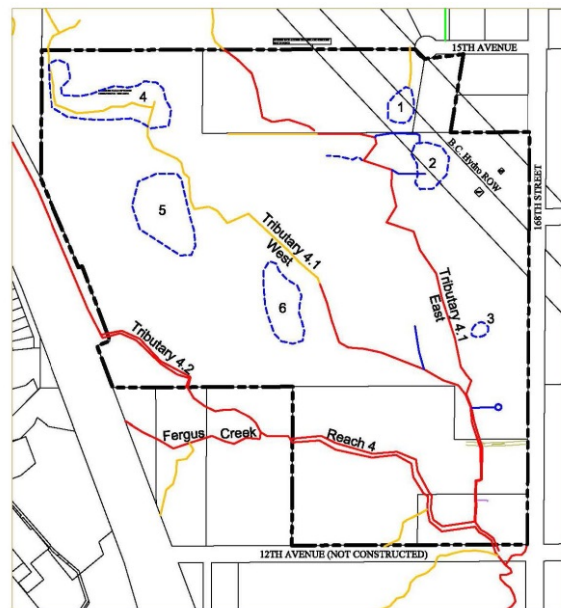 15TH AVENUE
4
1
B.C. Hydro ROW
2
168TH STREET
5
Tributary 4.1
West
Tributary 4.1
East
6
3
Tributary 4.2
Fergus Creek
Reach 4
12TH AVENUE (NOT CONSTRUCTED)